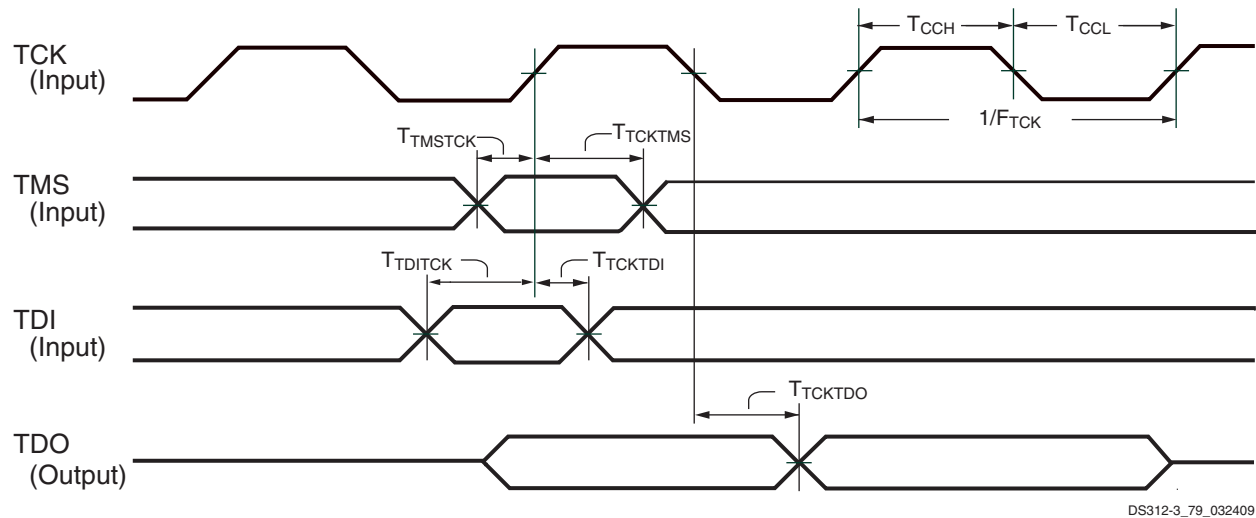 TCK
(Input)
TCCH
TCCL
1/FTCK
TTMSTCK
TTCKTMS
TMS
(Input)
TTDITCK
TTCKTDI
TDI
(Input)
TTCKTDO
TDO
(Output)
DS312-3_79_032409